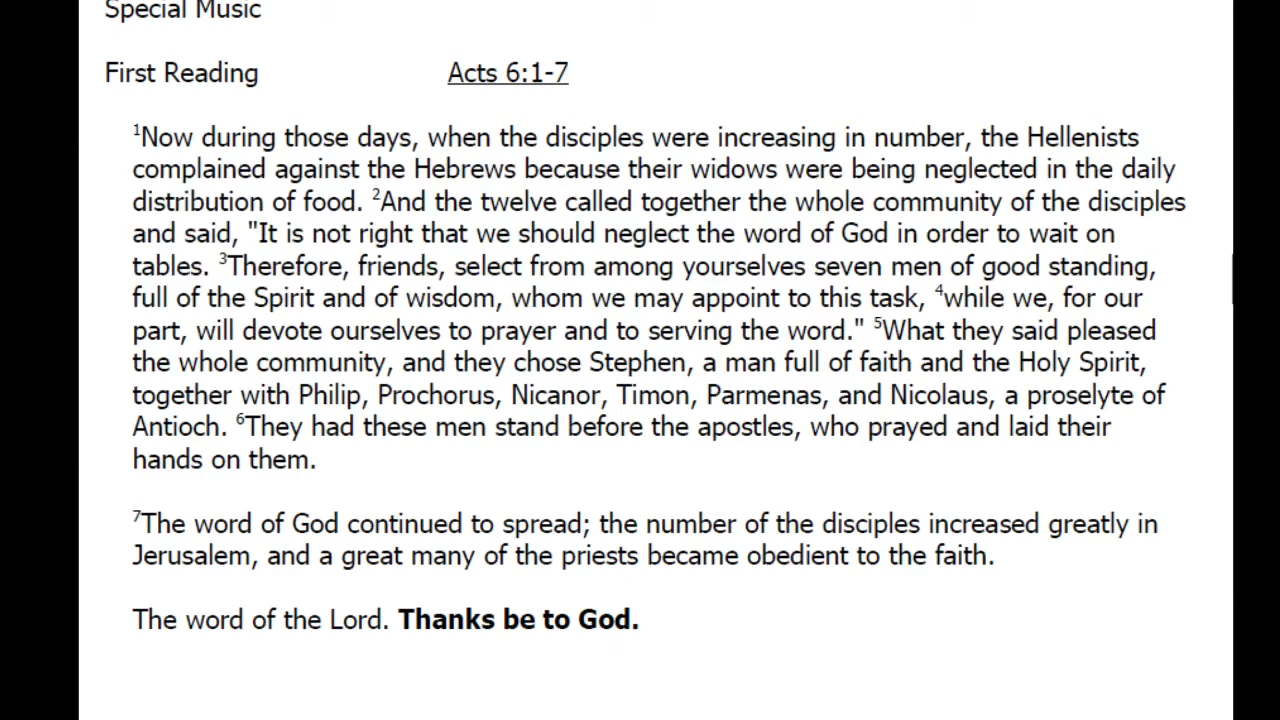 Special Music
First Reading Acts 6:1-7
¹Now during those days, when the disciples were increasing in number, the Hellenists
complained against the Hebrews because their widows were being neglected in the daily
distribution of food. ²And the twelve called together the whole community of the disciples
and said, "It is not right that we should neglect the word of God in order to wait on
tables. ³Therefore, friends, select from among yourselves seven men of good standing,
full of the Spirit and of wisdom, whom we may appoint to this task, ⁴while we, for our
part, will devote ourselves to prayer and to serving the word." ⁵What they said pleased
the whole community, and they chose Stephen, a man full of faith and the Holy Spirit,
together with Philip, Prochorus, Nicanor, Timon, Parmenas, and Nicolaus, a proselyte of
Antioch. ⁶They had these men stand before the apostles, who prayed and laid their
hands on them.
⁷The word of God continued to spread; the number of the disciples increased greatly in
Jerusalem, and a great many of the priests became obedient to the faith.
The word of the Lord. Thanks be to God.